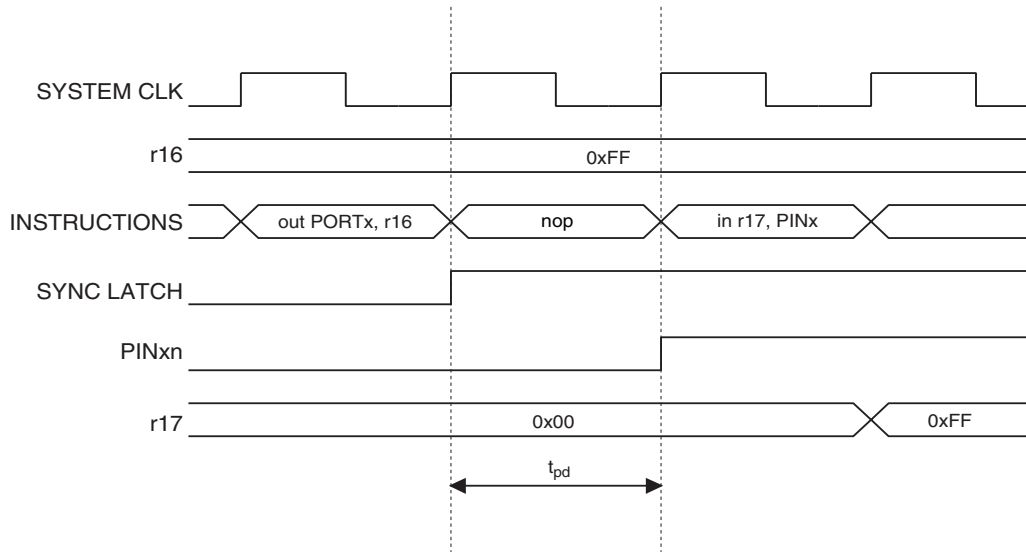 SYSTEM CLK
r16
0xFF
INSTRUCTIONS
out PORTx, r16
nop
in r17, PINx
SYNC LATCH
PINxn
r17
0x00
0xFF
tpd